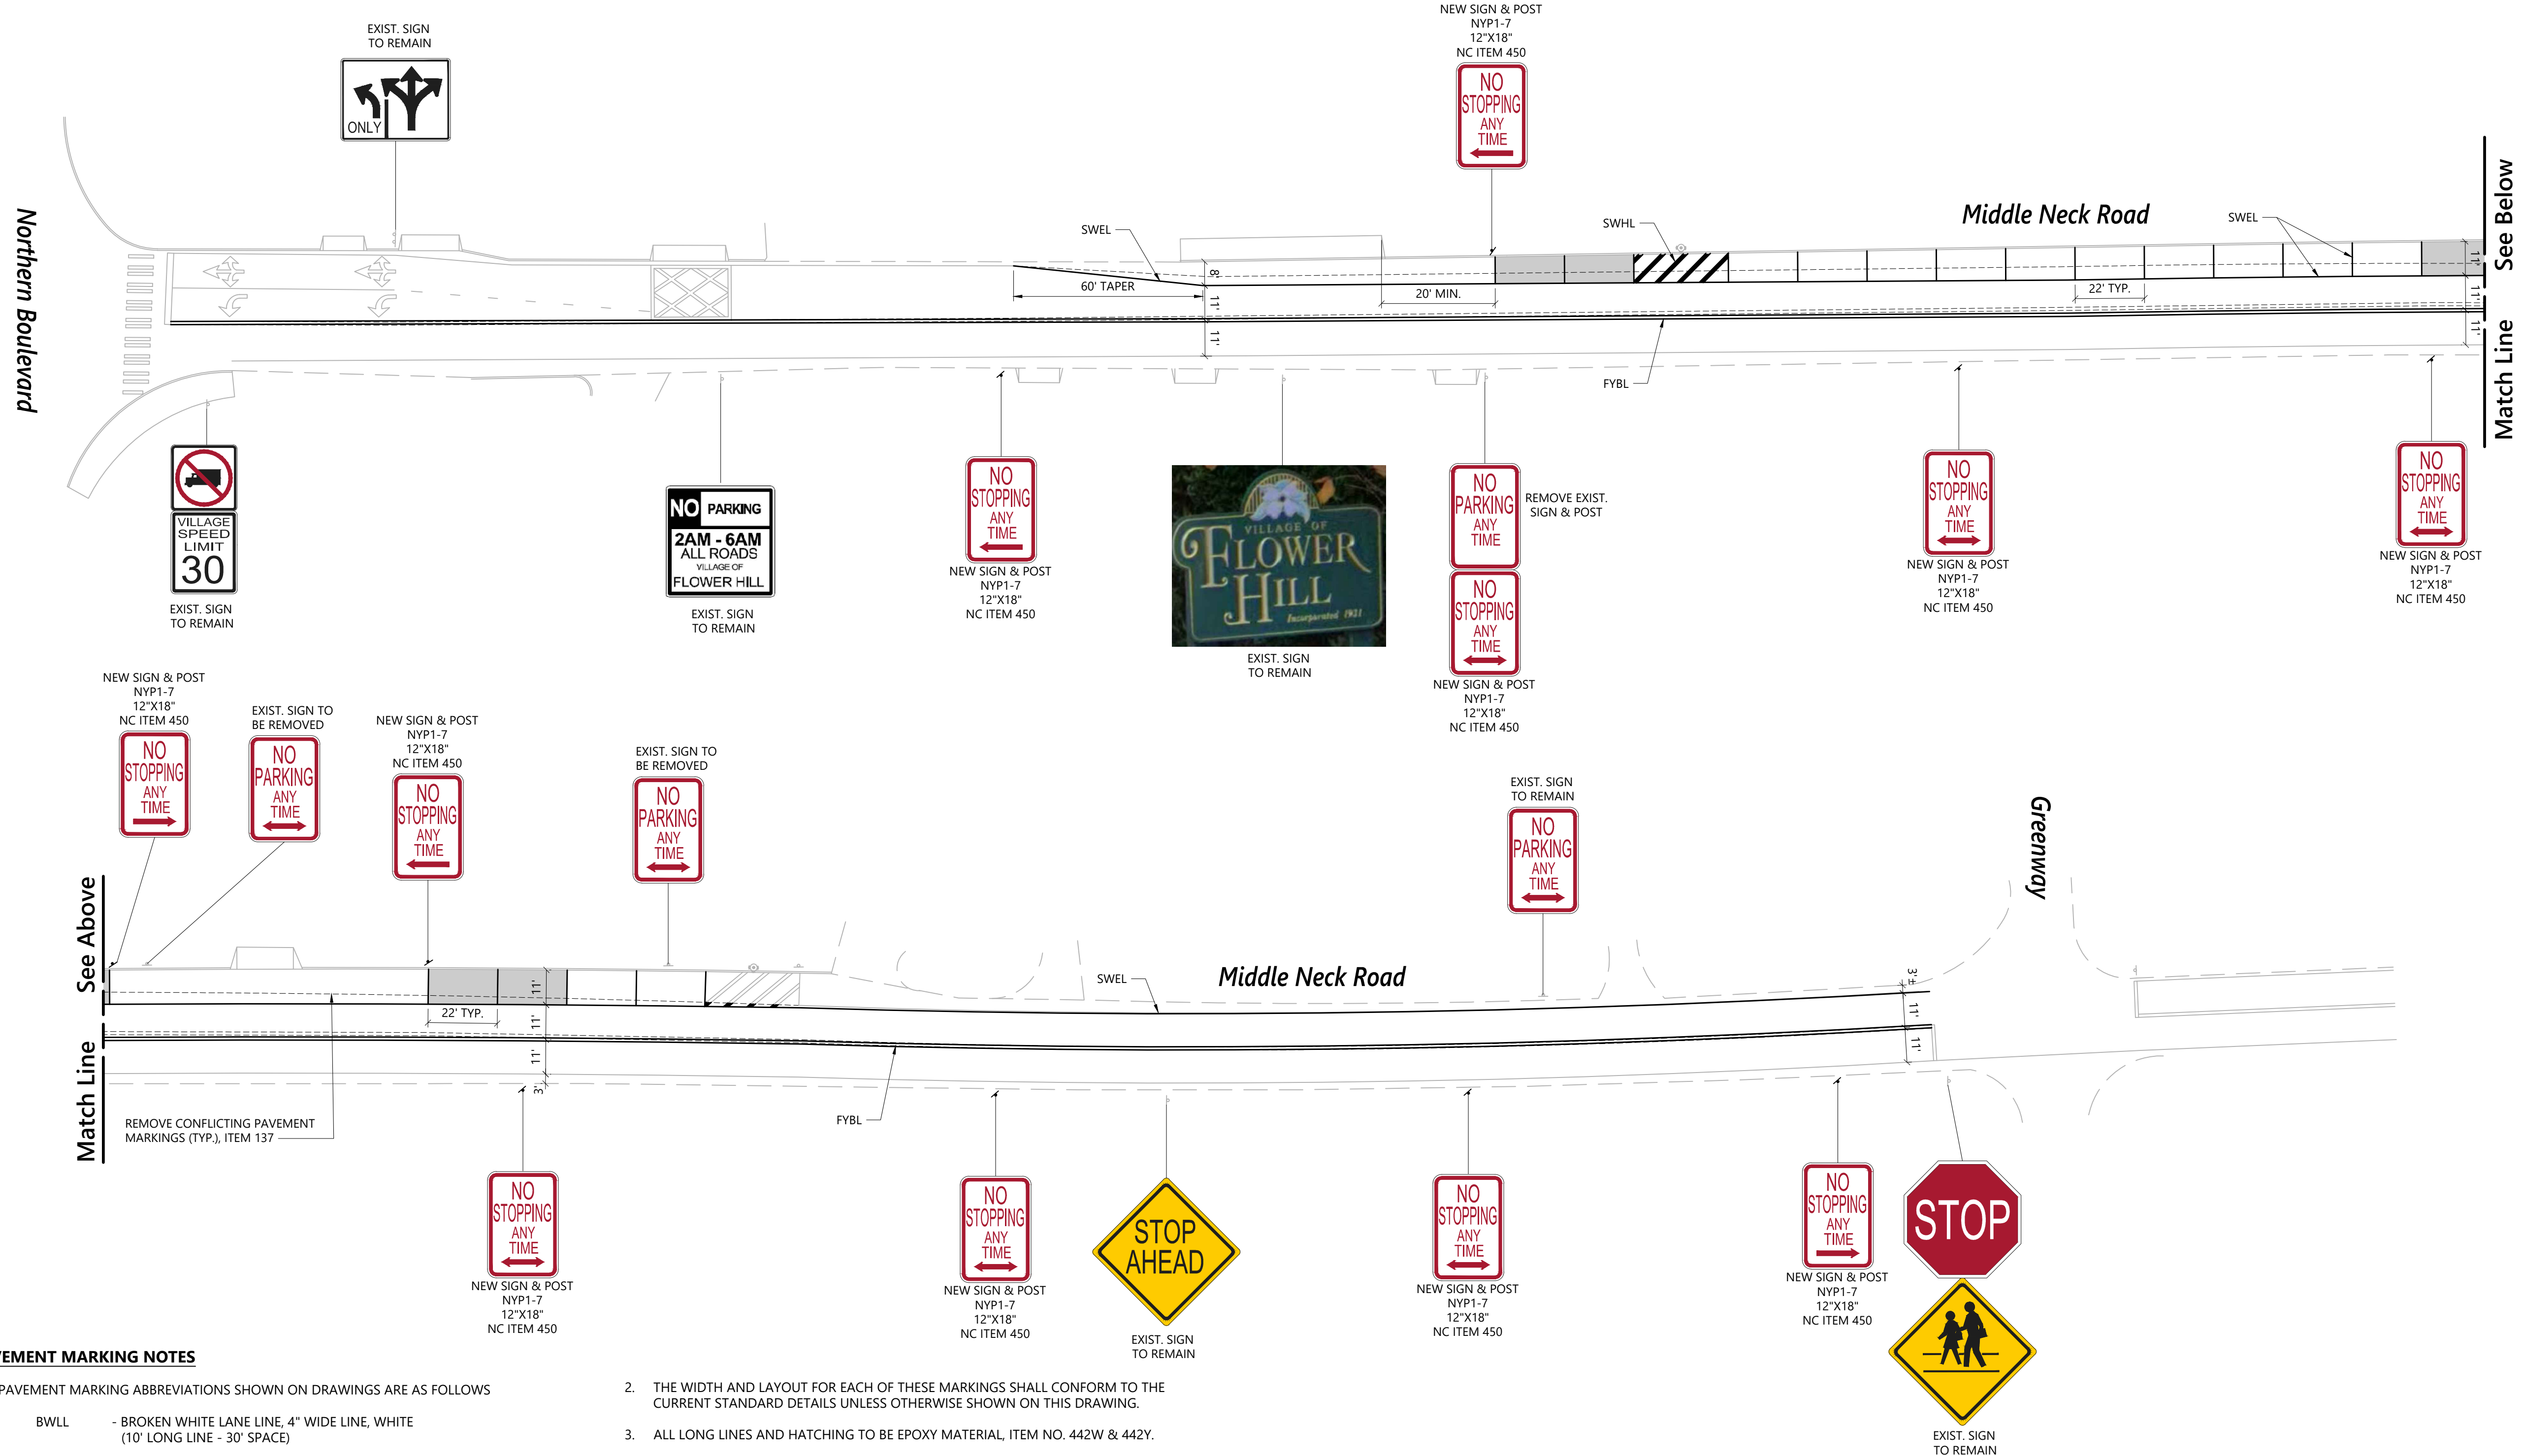 EXIST. SIGN
TO REMAIN
ONLY
NEW SIGN & POST
NYP1-7
12"X18"
NC ITEM 450
NO
STOPPING
ANY
TIME
Northern Boulevard
SWEL
60' TAPER
8'
11'
11'
20' MIN.
SWHL
Middle Neck Road
SWEL
22' TYP.
11'
11'
11'
FYBL
See Below
Match Line
VILLAGE
SPEED
LIMIT
30
EXIST. SIGN
TO REMAIN
NO PARKING
2AM - 6AM
ALL ROADS
VILLAGE OF
FLOWER HILL
EXIST. SIGN
TO REMAIN
NO
STOPPING
ANY
TIME
NEW SIGN & POST
NYP1-7
12"X18"
NC ITEM 450
VILLAGE OF
FLOWER
HILL
Incorporated 1931
EXIST. SIGN
TO REMAIN
NO
PARKING
ANY
TIME
REMOVE EXIST.
SIGN & POST
NO
STOPPING
ANY
TIME
NEW SIGN & POST
NYP1-7
12"X18"
NC ITEM 450
NO
STOPPING
ANY
TIME
NEW SIGN & POST
NYP1-7
12"X18"
NC ITEM 450
NO
STOPPING
ANY
TIME
NEW SIGN & POST
NYP1-7
12"X18"
NC ITEM 450
NEW SIGN & POST
NYP1-7
12"X18"
NC ITEM 450
NO
STOPPING
ANY
TIME
EXIST. SIGN TO
BE REMOVED
NO
PARKING
ANY
TIME
NEW SIGN & POST
NYP1-7
12"X18"
NC ITEM 450
NO
STOPPING
ANY
TIME
EXIST. SIGN TO
BE REMOVED
NO
PARKING
ANY
TIME
EXIST. SIGN
TO REMAIN
NO
PARKING
ANY
TIME
Greenway
See Above
Match Line
22' TYP.
11'
11'
11'
3'
SWEL
Middle Neck Road
3'±
11'
11'
FYBL
REMOVE CONFLICTING PAVEMENT
MARKINGS (TYP.), ITEM 137
NO
STOPPING
ANY
TIME
NEW SIGN & POST
NYP1-7
12"X18"
NC ITEM 450
NO
STOPPING
ANY
TIME
NEW SIGN & POST
NYP1-7
12"X18"
NC ITEM 450
STOP
AHEAD
EXIST. SIGN
TO REMAIN
NO
STOPPING
ANY
TIME
NEW SIGN & POST
NYP1-7
12"X18"
NC ITEM 450
NO
STOPPING
ANY
TIME
NEW SIGN & POST
NYP1-7
12"X18"
NC ITEM 450
STOP
EXIST. SIGN
TO REMAIN
VEMENT MARKING NOTES
PAVEMENT MARKING ABBREVIATIONS SHOWN ON DRAWINGS ARE AS FOLLOWS
BWLL - BROKEN WHITE LANE LINE, 4" WIDE LINE, WHITE
(10' LONG LINE - 30' SPACE)
2. THE WIDTH AND LAYOUT FOR EACH OF THESE MARKINGS SHALL CONFORM TO THE
CURRENT STANDARD DETAILS UNLESS OTHERWISE SHOWN ON THIS DRAWING.
3. ALL LONG LINES AND HATCHING TO BE EPOXY MATERIAL, ITEM NO. 442W & 442Y.